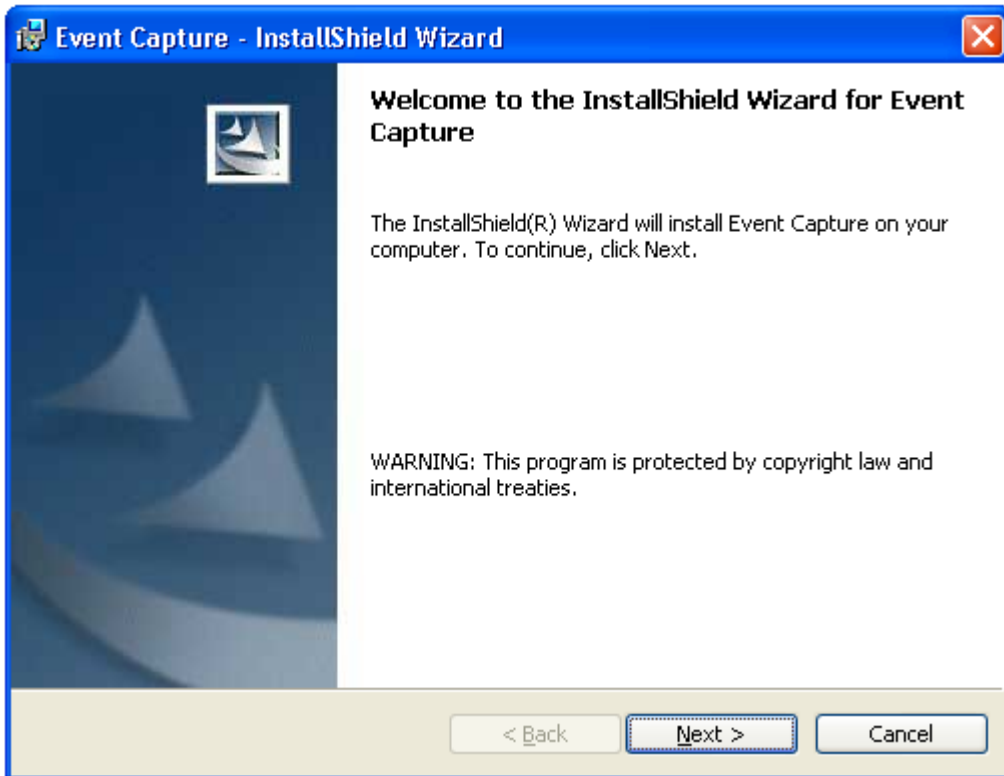 Event Capture - InstallShield Wizard
Welcome to the InstallShield Wizard for Event
Capture
The InstallShield(R) Wizard will install Event Capture on your
computer. To continue, click Next.
WARNING: This program is protected by copyright law and
international treaties.
< Back
Next >
Cancel